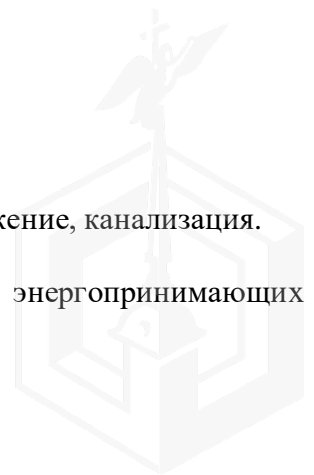 жение, канализация.
энергопринимающих